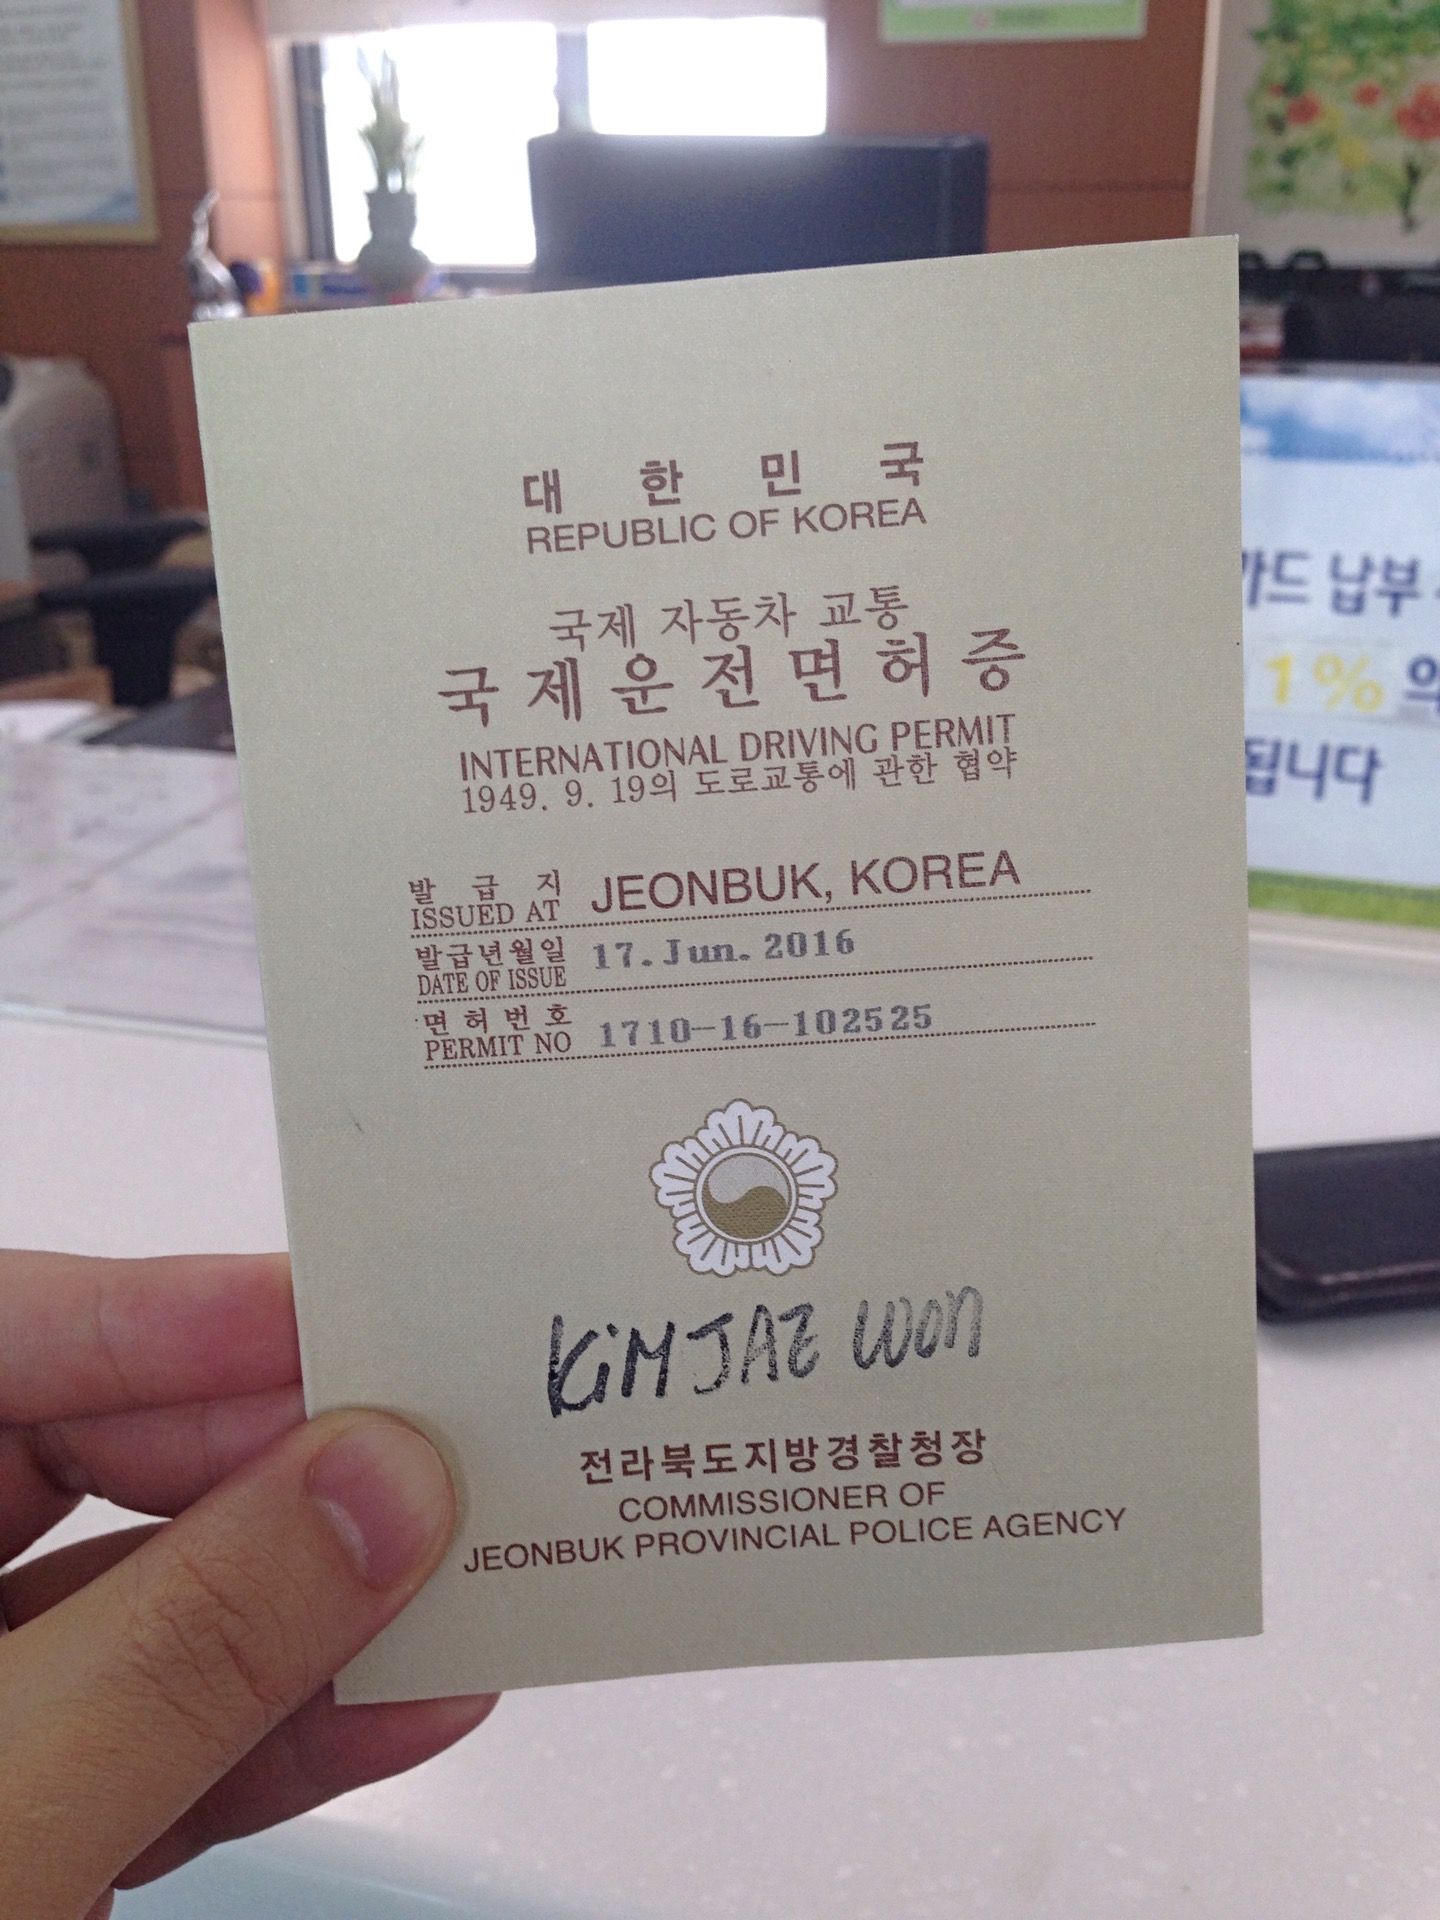 대 한 민 국
REPUBLIC OF KOREA
국제 자동차 교통
국제운전면허증
INTERNATIONAL DRIVING PERMIT
1949. 9. 19의 도로교통에 관한 협약
발 급 지
ISSUED AT JEONBUK, KOREA
발급년월일 17.Jun.2016
DATE OF ISSUE
면 허 번 호 1710-16-102525
PERMIT NO
KiM JAE WON
전라북도지방경찰청장
COMMISSIONER OF
JEONBUK PROVINCIAL POLICE AGENCY
카드 납부
1% 의
됩니다